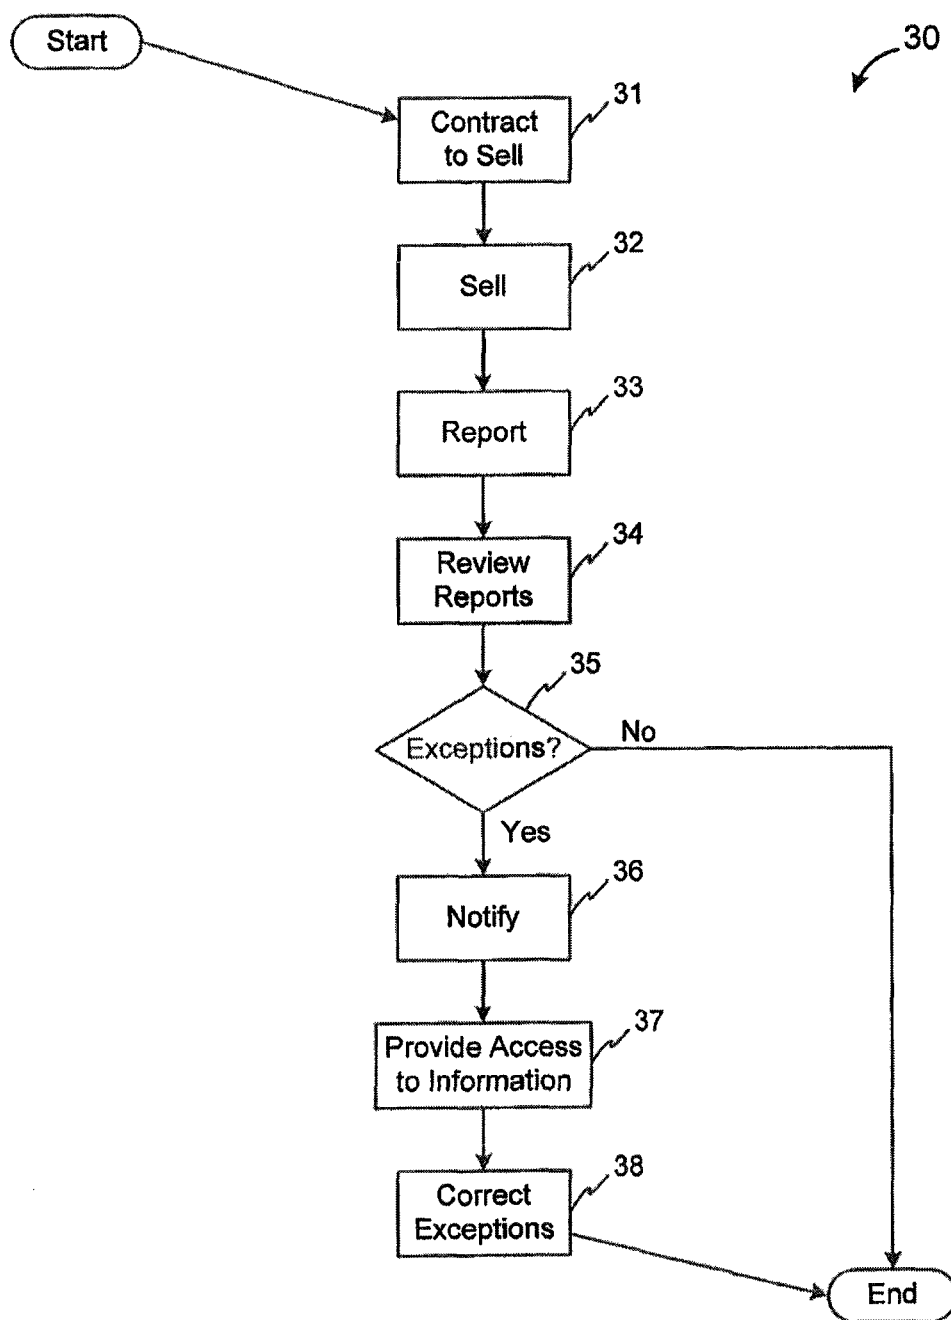 Start
30
31
Contract
to Sell
32
Sell
33
Report
34
Review
Reports
35
Exceptions?
No
Yes
36
Notify
37
Provide Access
to Information
38
Correct
Exceptions
End